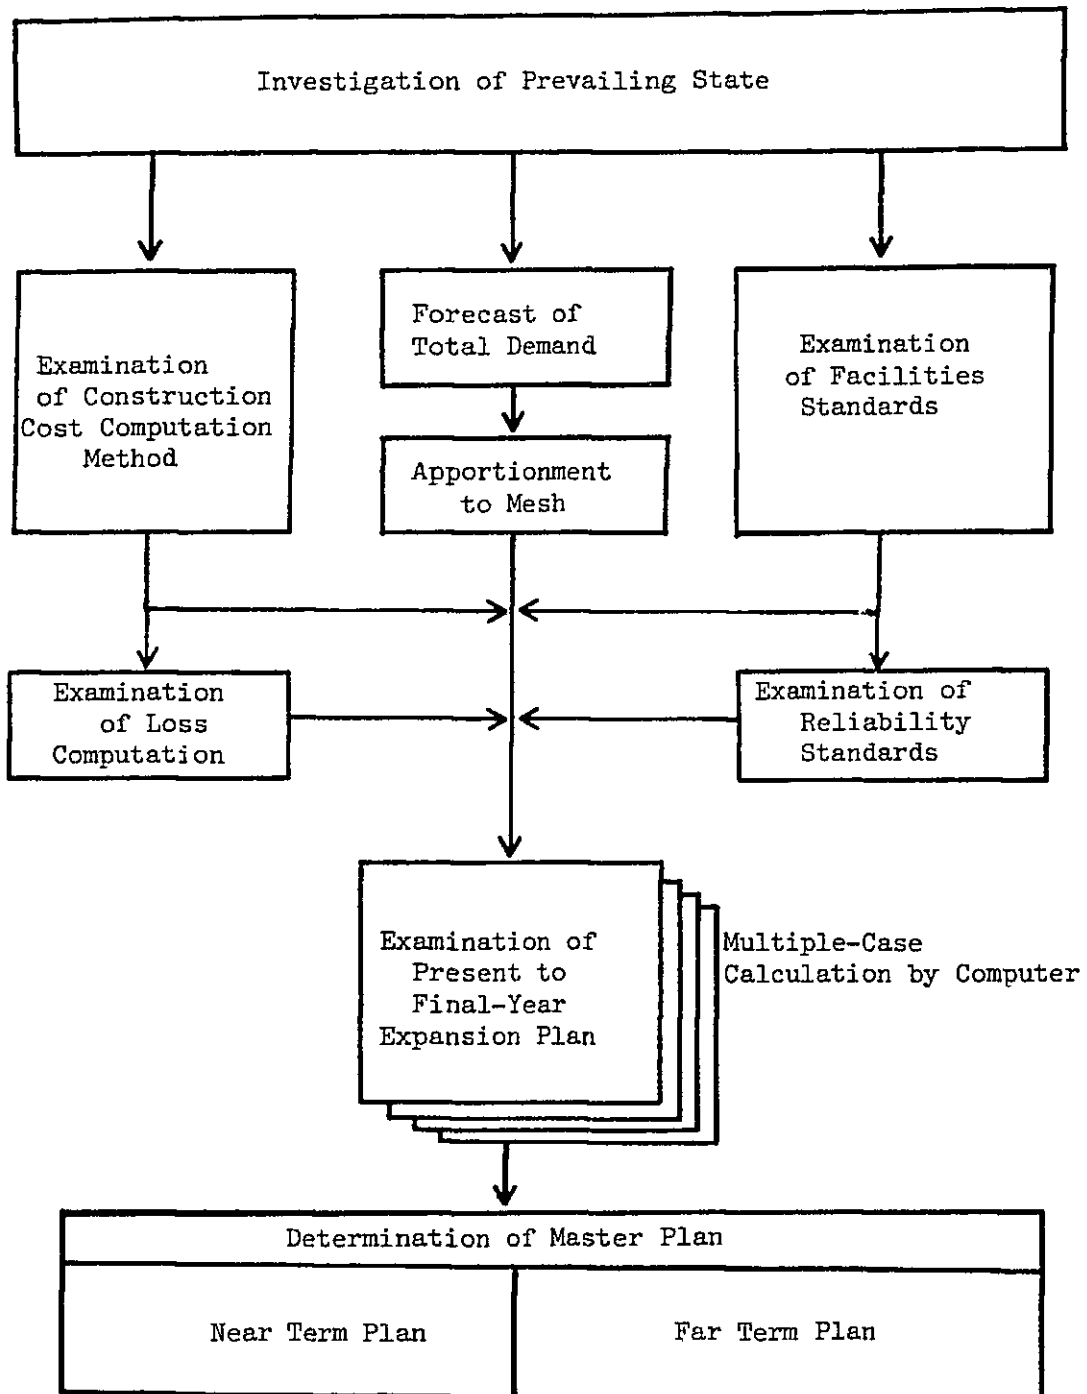 Investigation of Prevailing State
Examination
of Construction
Cost Computation
Method
Forecast of
Total Demand
Examination
of Facilities
Standards
Apportionment
to Mesh
Examination
of Loss
Computation
Examination of
Reliability
Standards
Examination of
Present to
Final-Year
Expansion Plan
Multiple-Case
Calculation by Computer
Determination of Master Plan
Near Term Plan
Far Term Plan